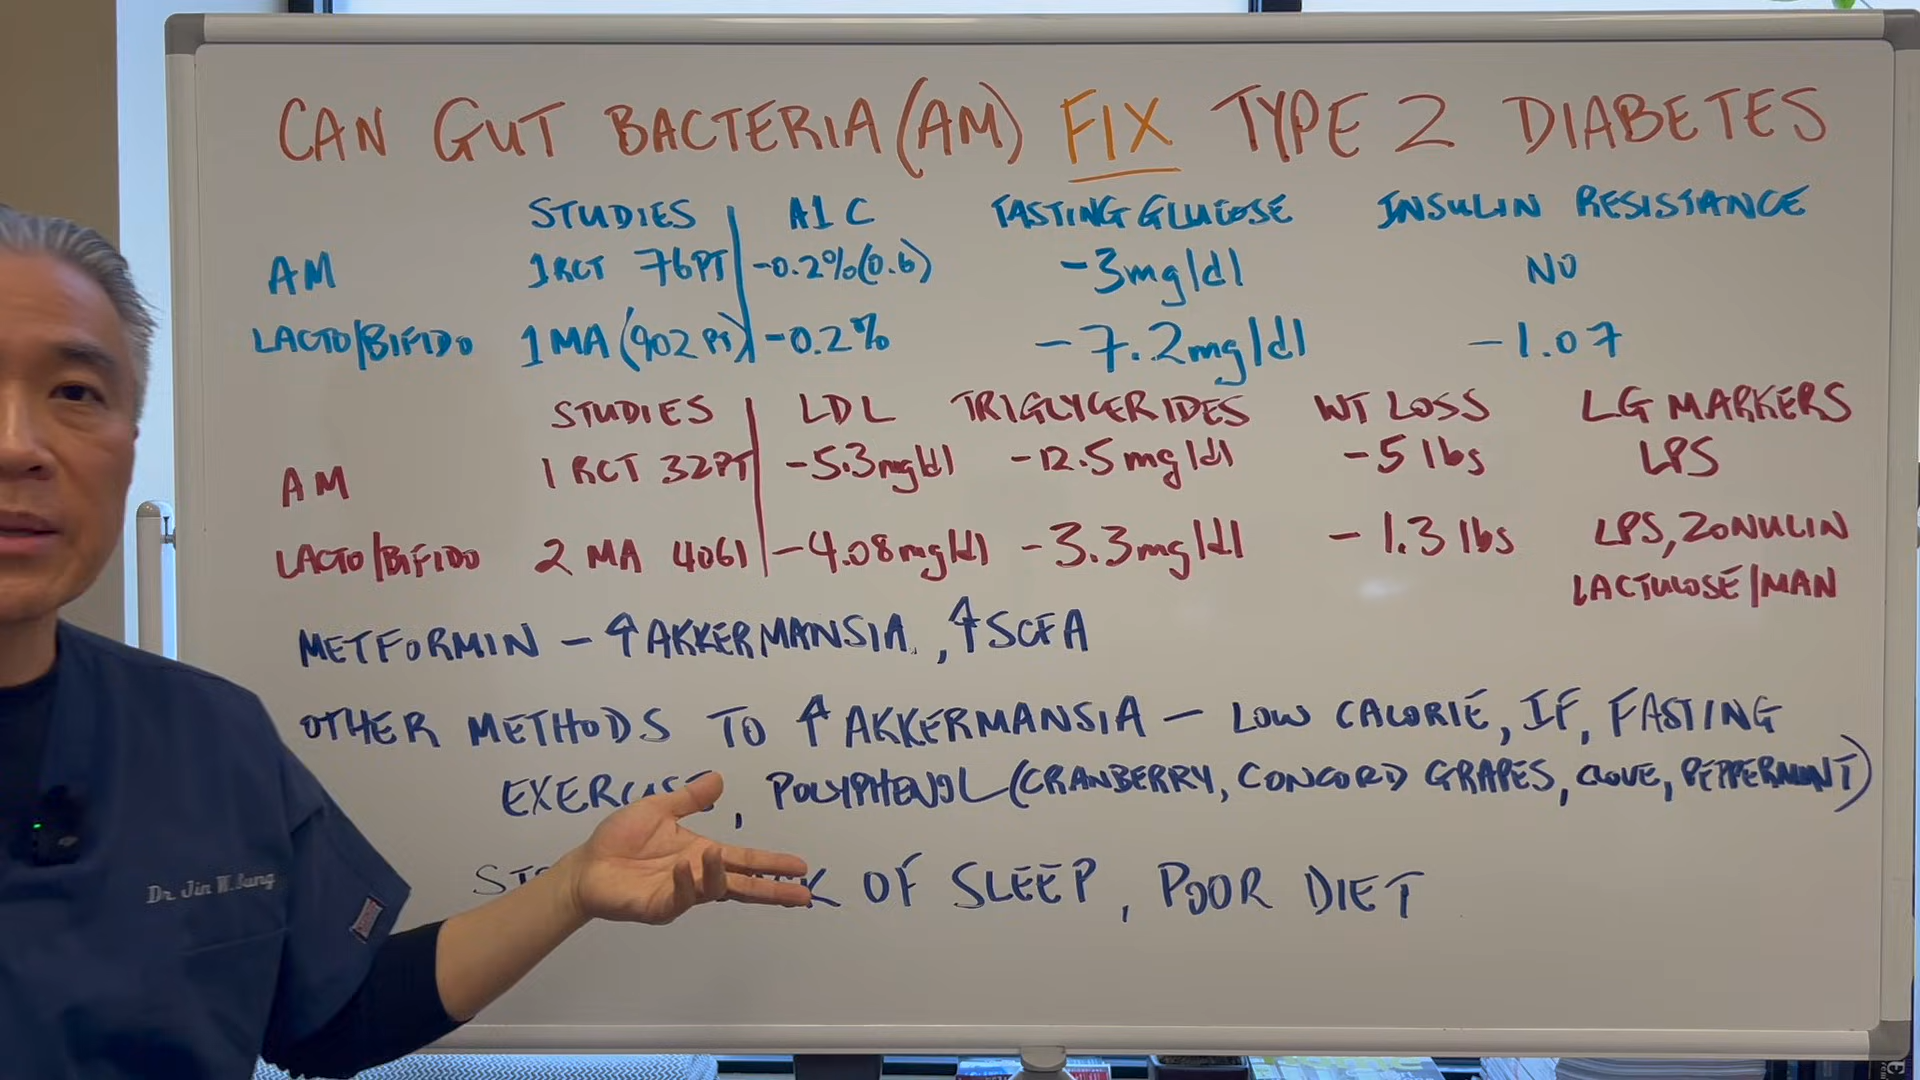 CAN GUT BACTERIA (AM) FIX TYPE 2 DIABETES
STUDIES A1C FASTING GLUCOSE INSULIN RESISTANCE
AM 1 RCT 76PT -0.2% (0.6) -3mg/dl NO
LACTO/BIFIDO 1 MA (902 PT) -0.2% -7.2mg/dl -1.07
STUDIES LDL TRIGLYCERIDES WT LOSS LG MARKERS
AM 1 RCT 32PT -5.3mg/dl -12.5mg/dl -5 lbs LPS
LACTO/BIFIDO 2 MA 4061 -4.08mg/dl -3.3mg/dl -1.3 lbs LPS, ZONULIN
LACTULOSE/MAN
METFORMIN - ↑AKKERMANSIA, ↑SCFA
OTHER METHODS TO ↑AKKERMANSIA - LOW CALORIE, IF, FASTING
EXERCISE, POLYPHENOL (CRANBERRY, CONCORD GRAPES, CLOVE, PEPPERMINT)
OF SLEEP, POOR DIET
Dr. Jin W. Sung